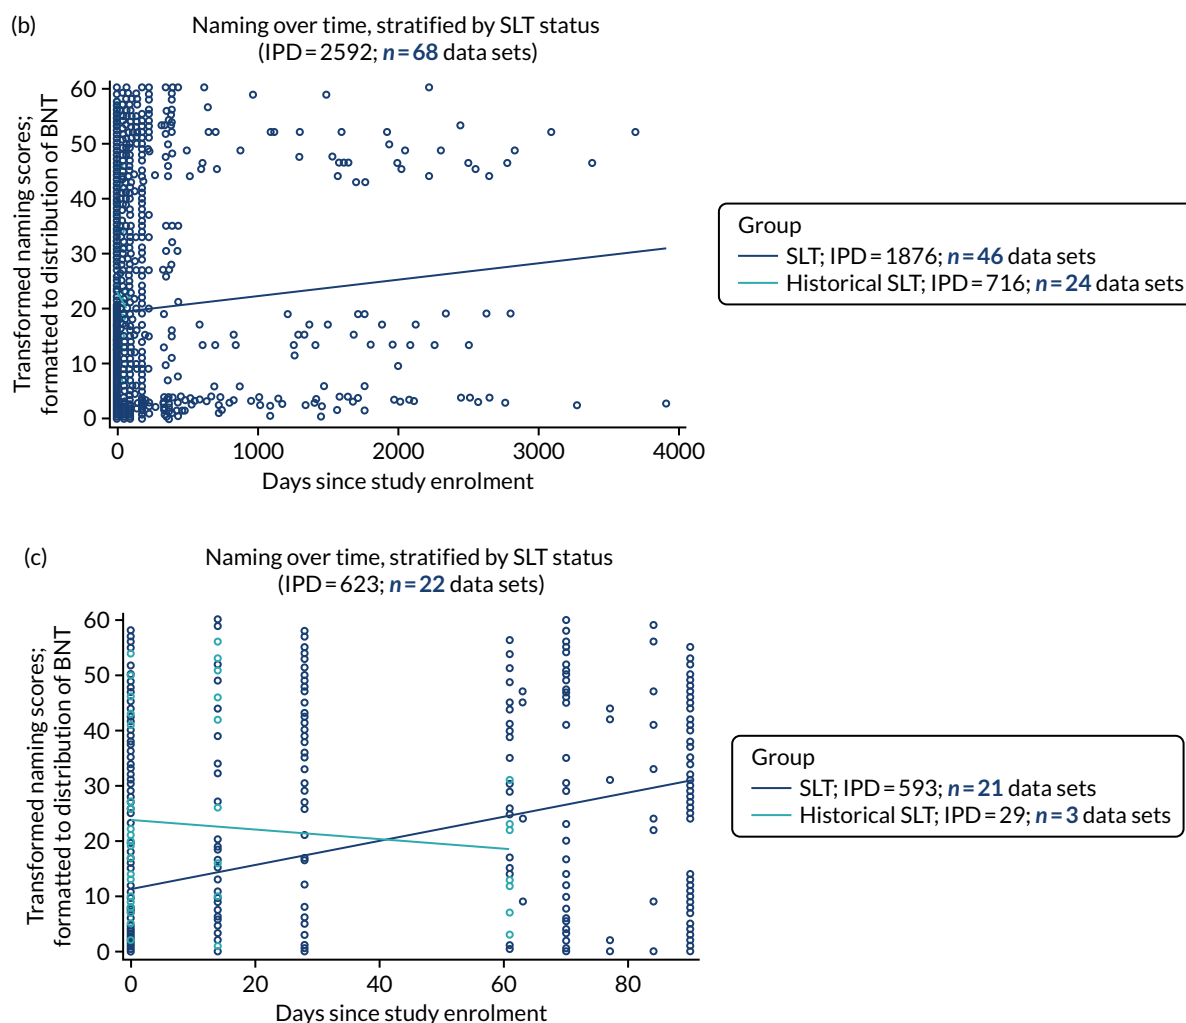 (b)
Naming over time, stratified by SLT status
(IPD = 2592; n = 68 data sets)
Transformed naming scores;
formatted to distribution of BNT
60
50
40
30
20
10
0
0 1000 2000 3000 4000
Days since study enrolment
Group
SLT; IPD = 1876; n = 46 data sets
Historical SLT; IPD = 716; n = 24 data sets
(c)
Naming over time, stratified by SLT status
(IPD = 623; n = 22 data sets)
Transformed naming scores;
formatted to distribution of BNT
60
50
40
30
20
10
0
0 20 40 60 80
Days since study enrolment
Group
SLT; IPD = 593; n = 21 data sets
Historical SLT; IPD = 29; n = 3 data sets